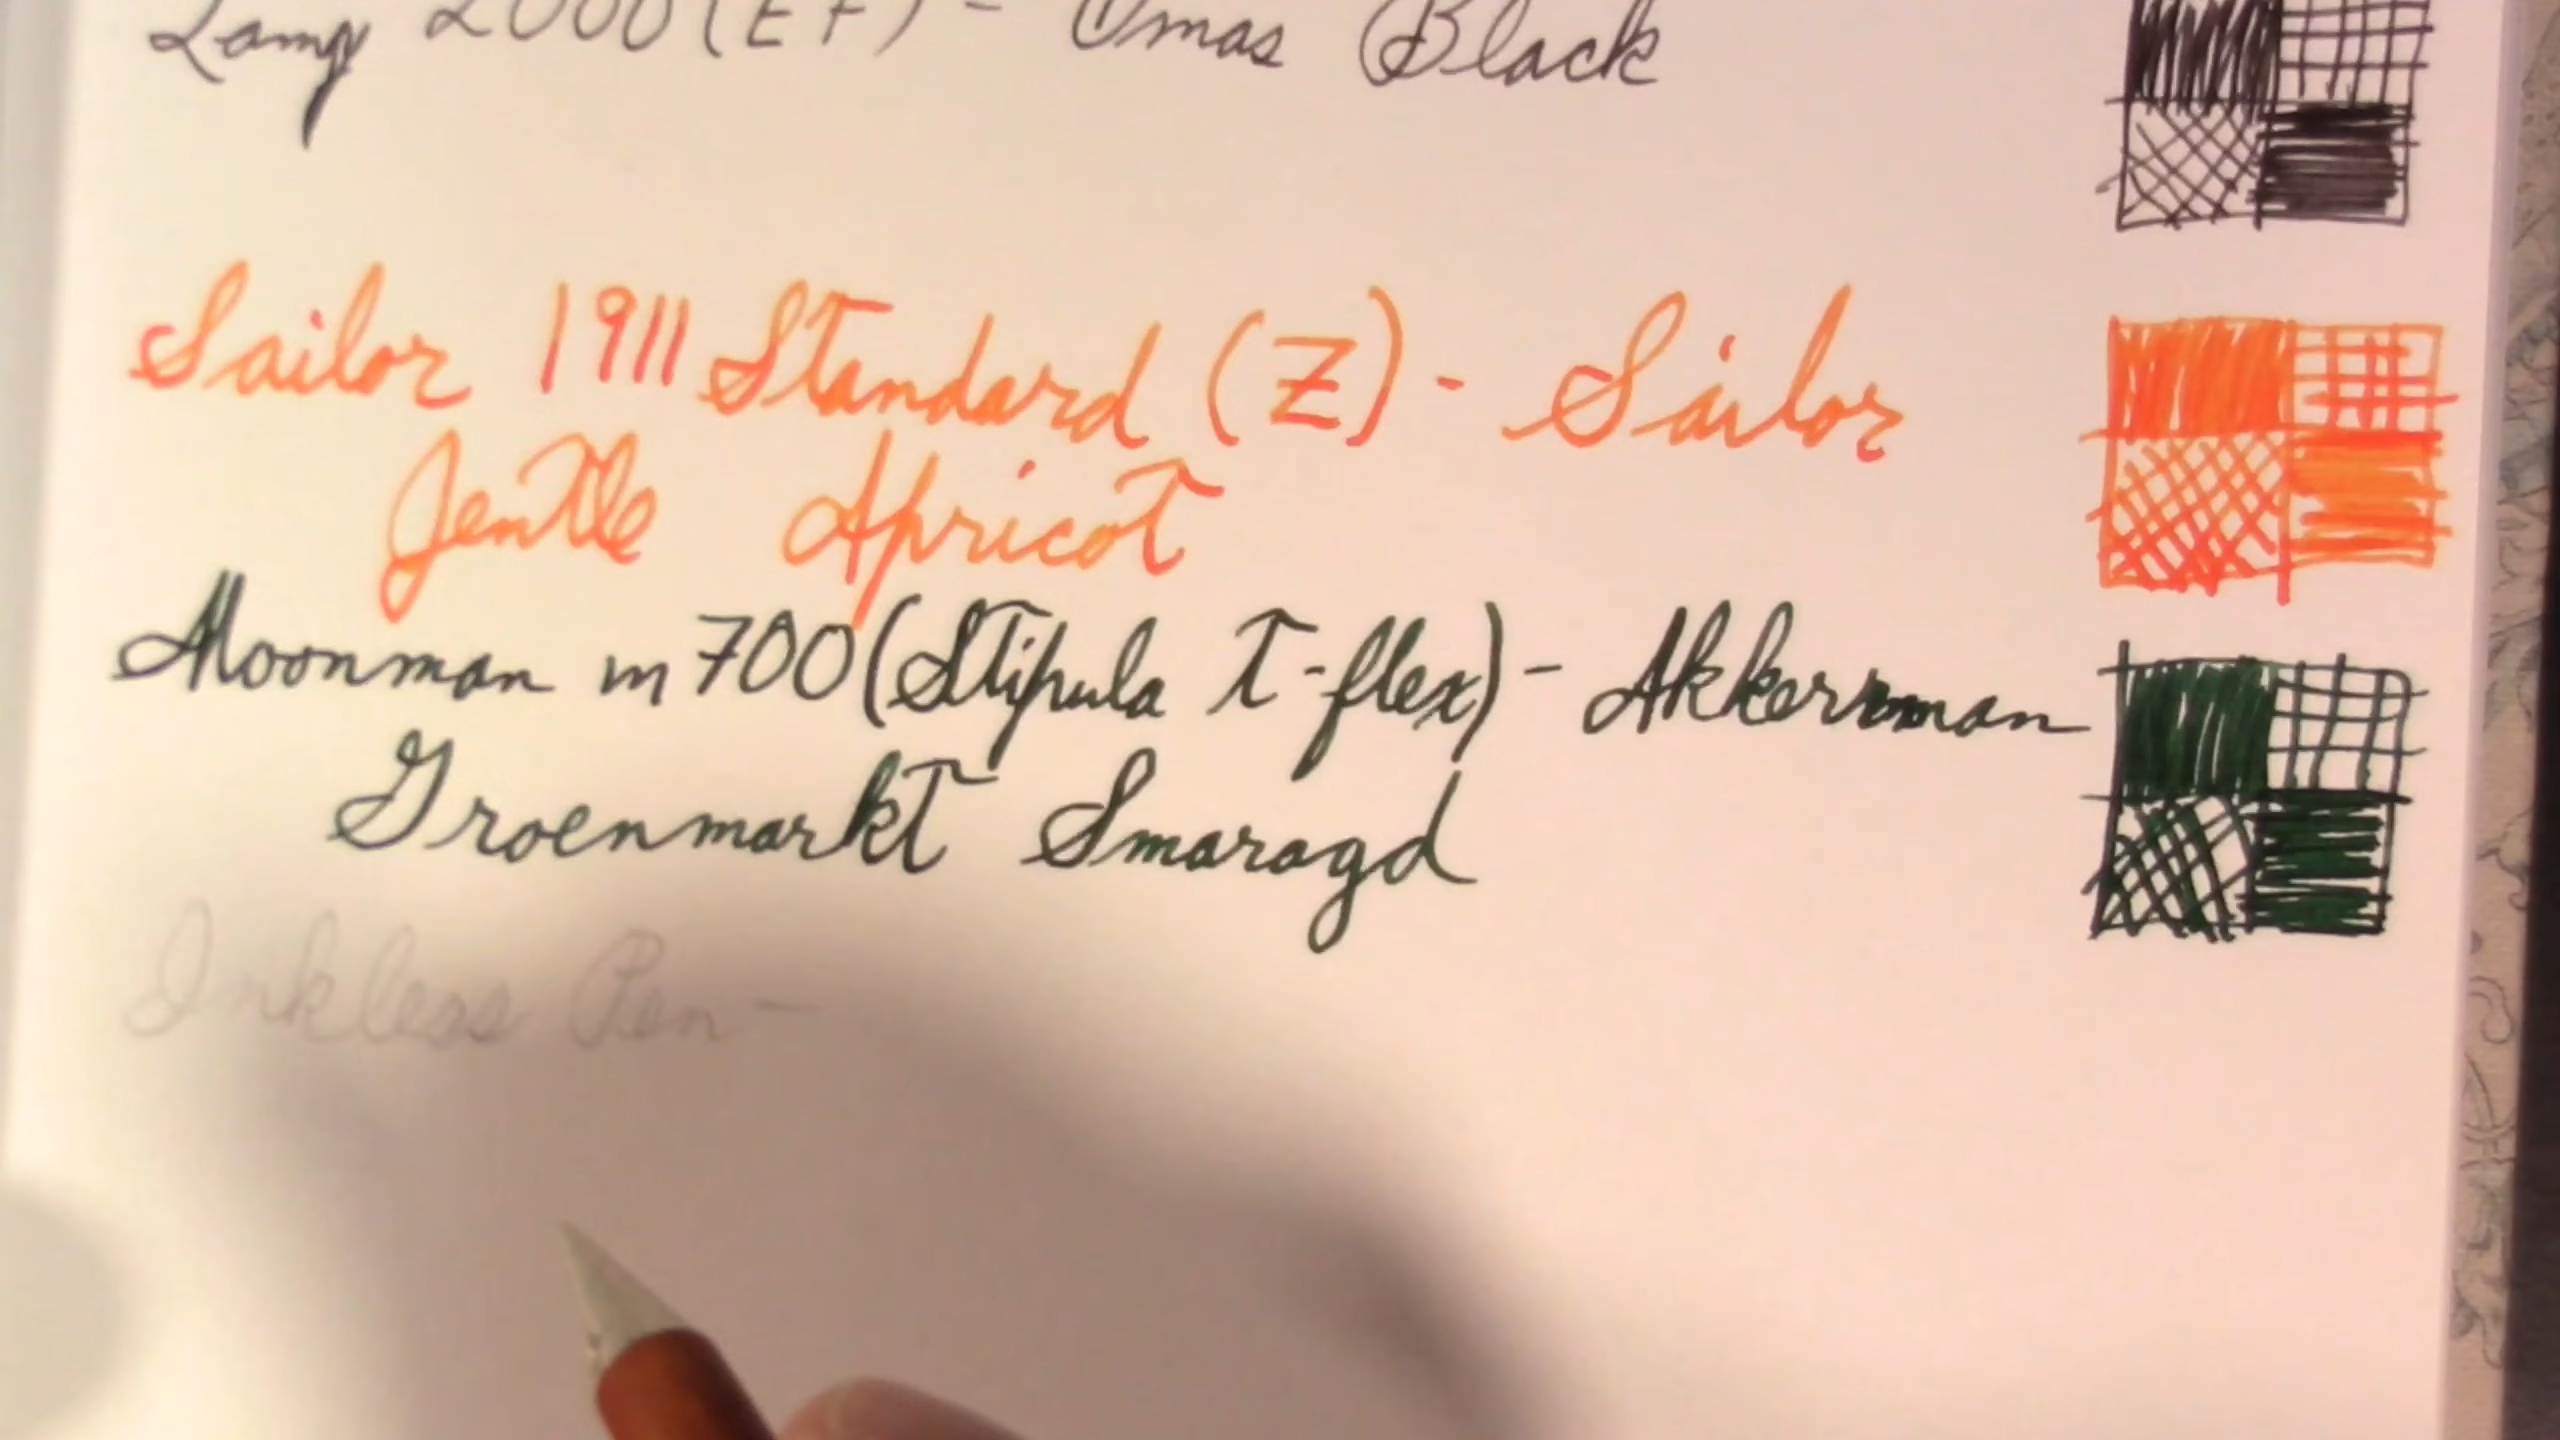 Lamy 2000 (EF) - Omas Black
Sailor 1911 Standard (Z) - Sailor
Jentle Apricot
Moonman m700 (Stipula T-flex) - Akkerman
Groenmarkt Smaragd
Inkless Pen -